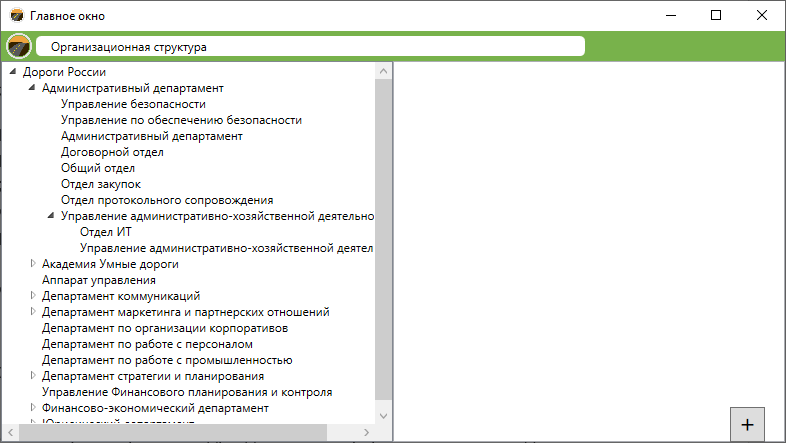 Главное окно
Организационная структура
Дороги России
Административный департамент
Управление безопасности
Управление по обеспечению безопасности
Административный департамент
Договорной отдел
Общий отдел
Отдел закупок
Отдел протокольного сопровождения
Управление административно-хозяйственной деятельно
Отдел ИТ
Управление административно-хозяйственной деятел
Академия Умные дороги
Аппарат управления
Департамент коммуникаций
Департамент маркетинга и партнерских отношений
Департамент по организации корпоративов
Департамент по работе с персоналом
Департамент по работе с промышленностью
Департамент стратегии и планирования
Управление Финансового планирования и контроля
Финансово-экономический департамент
Юридический департамент
+